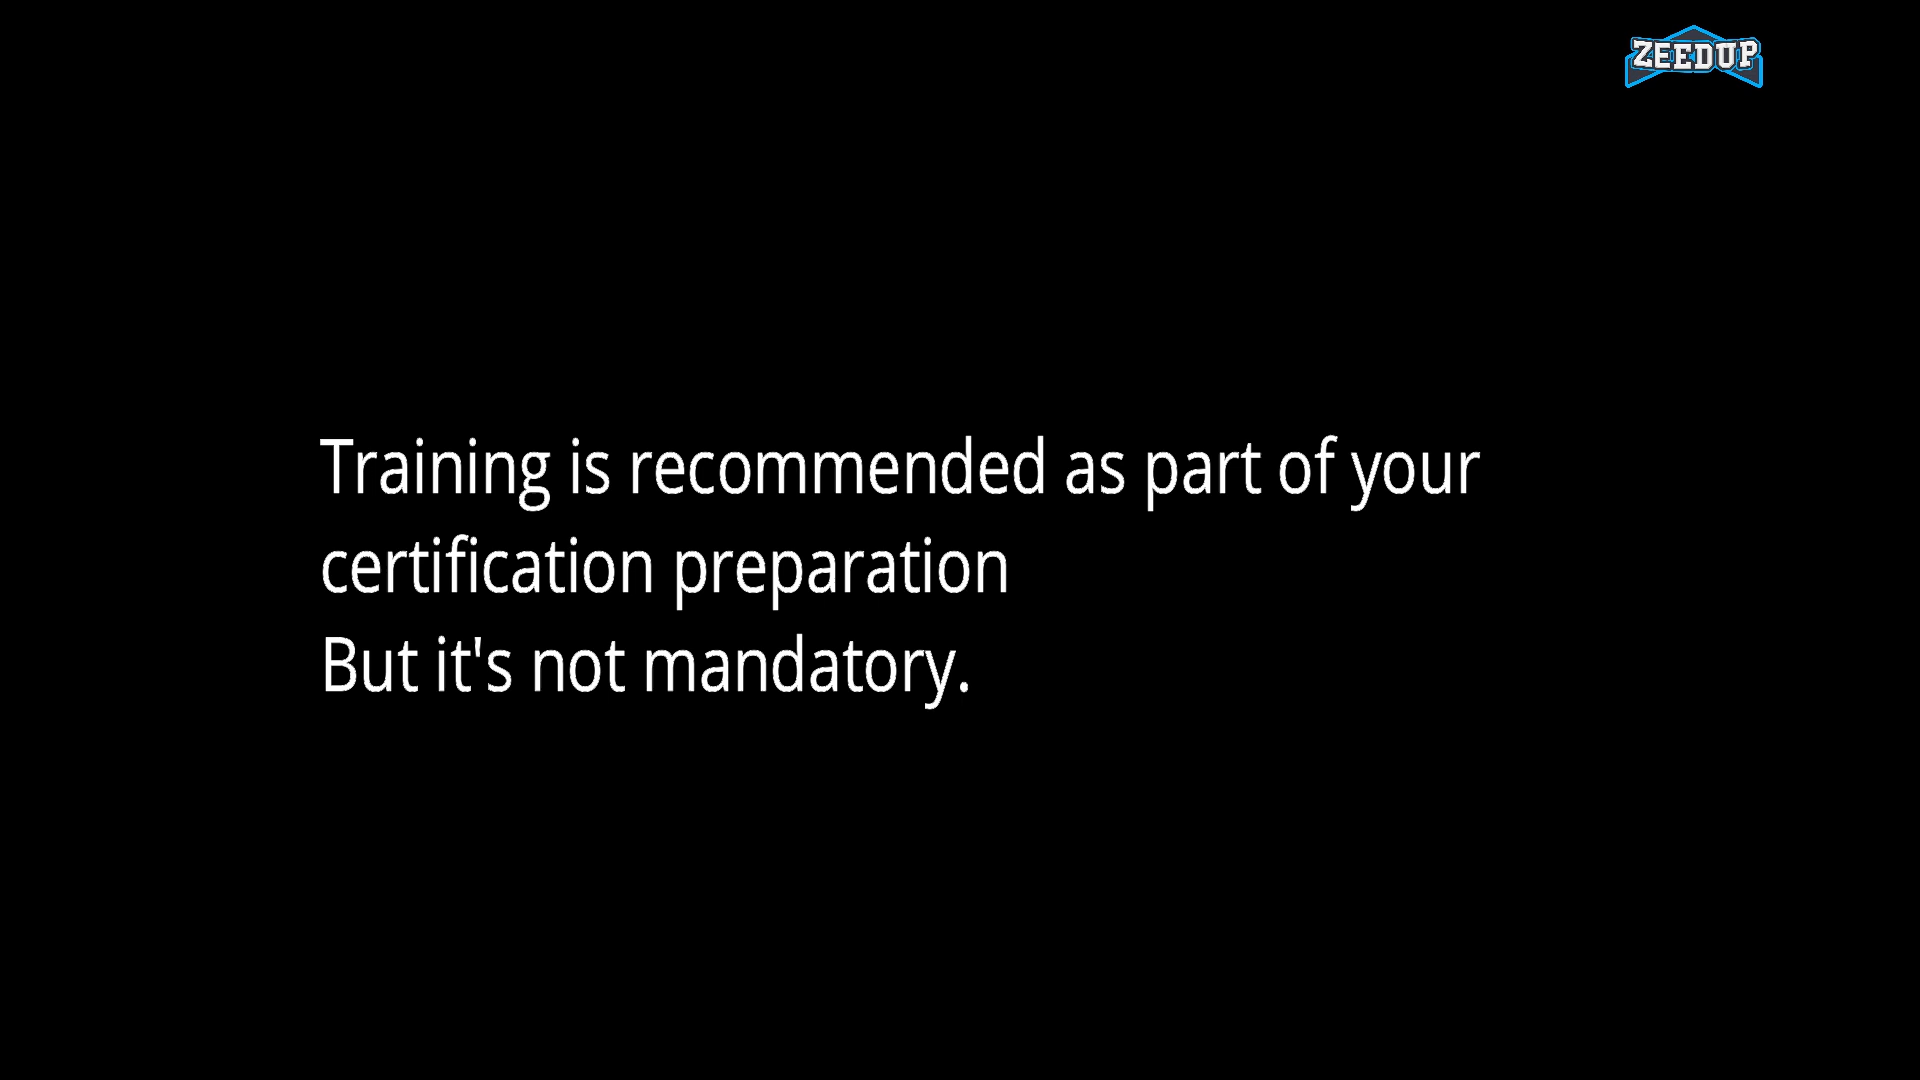 ZEEDUP
Training is recommended as part of your
certification preparation
But it's not mandatory.